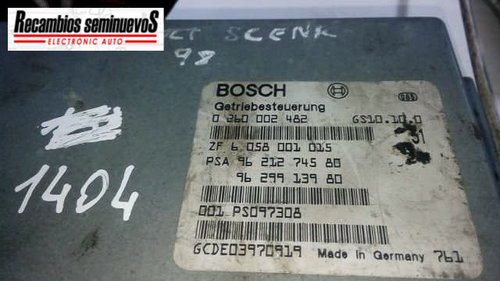 Recambios seminuevoS
ELECTRONIC AUTO
SCENIC
98
1404
BOSCH
Getriebesteuerung
0 260 002 482 GS10.10.0
ZF 6 058 001 015
PSA 96 212 745 80
96 299 139 80
001 PS097308
GCDE03970919 Made in Germany 761